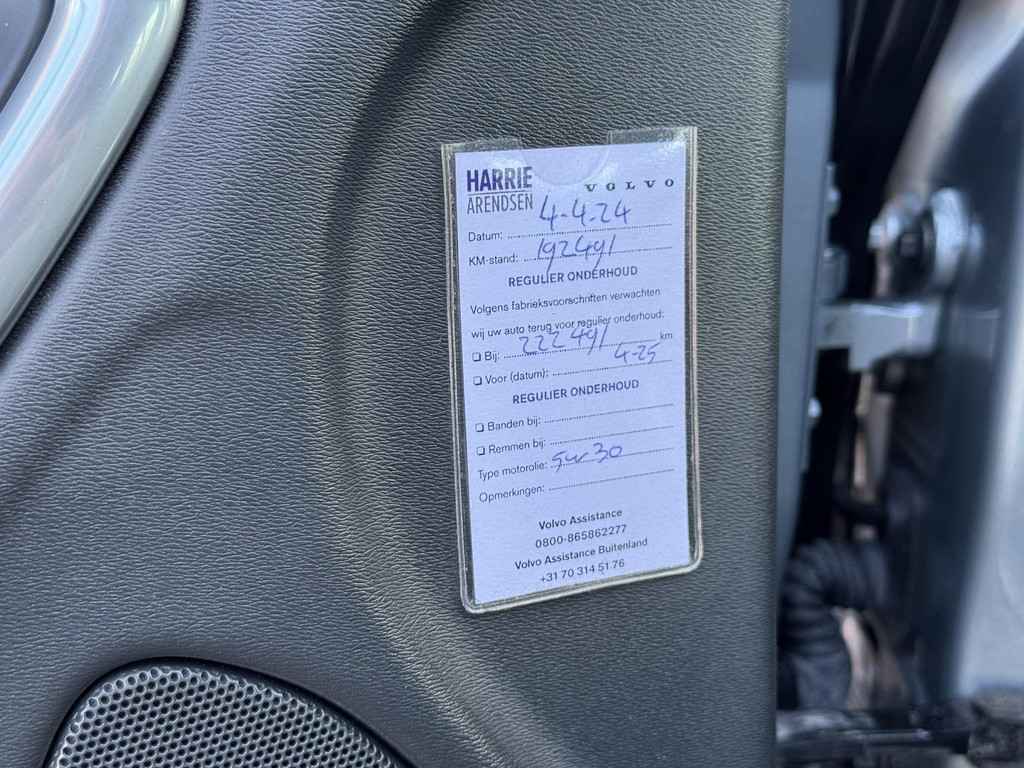 HARRIE
ARENDSEN
VOLVO
Datum: 4-4-24
KM-stand: 192491
REGULIER ONDERHOUD
Volgens fabrieksvoorschriften verwachten
wij uw auto terug voor regulier onderhoud:
Bij: 222491 km
Voor (datum): 4-25
REGULIER ONDERHOUD
Banden bij:
Remmen bij:
Type motorolie: 5w30
Opmerkingen:
Volvo Assistance
0800-865862277
Volvo Assistance Buitenland
+31 70 314 51 76